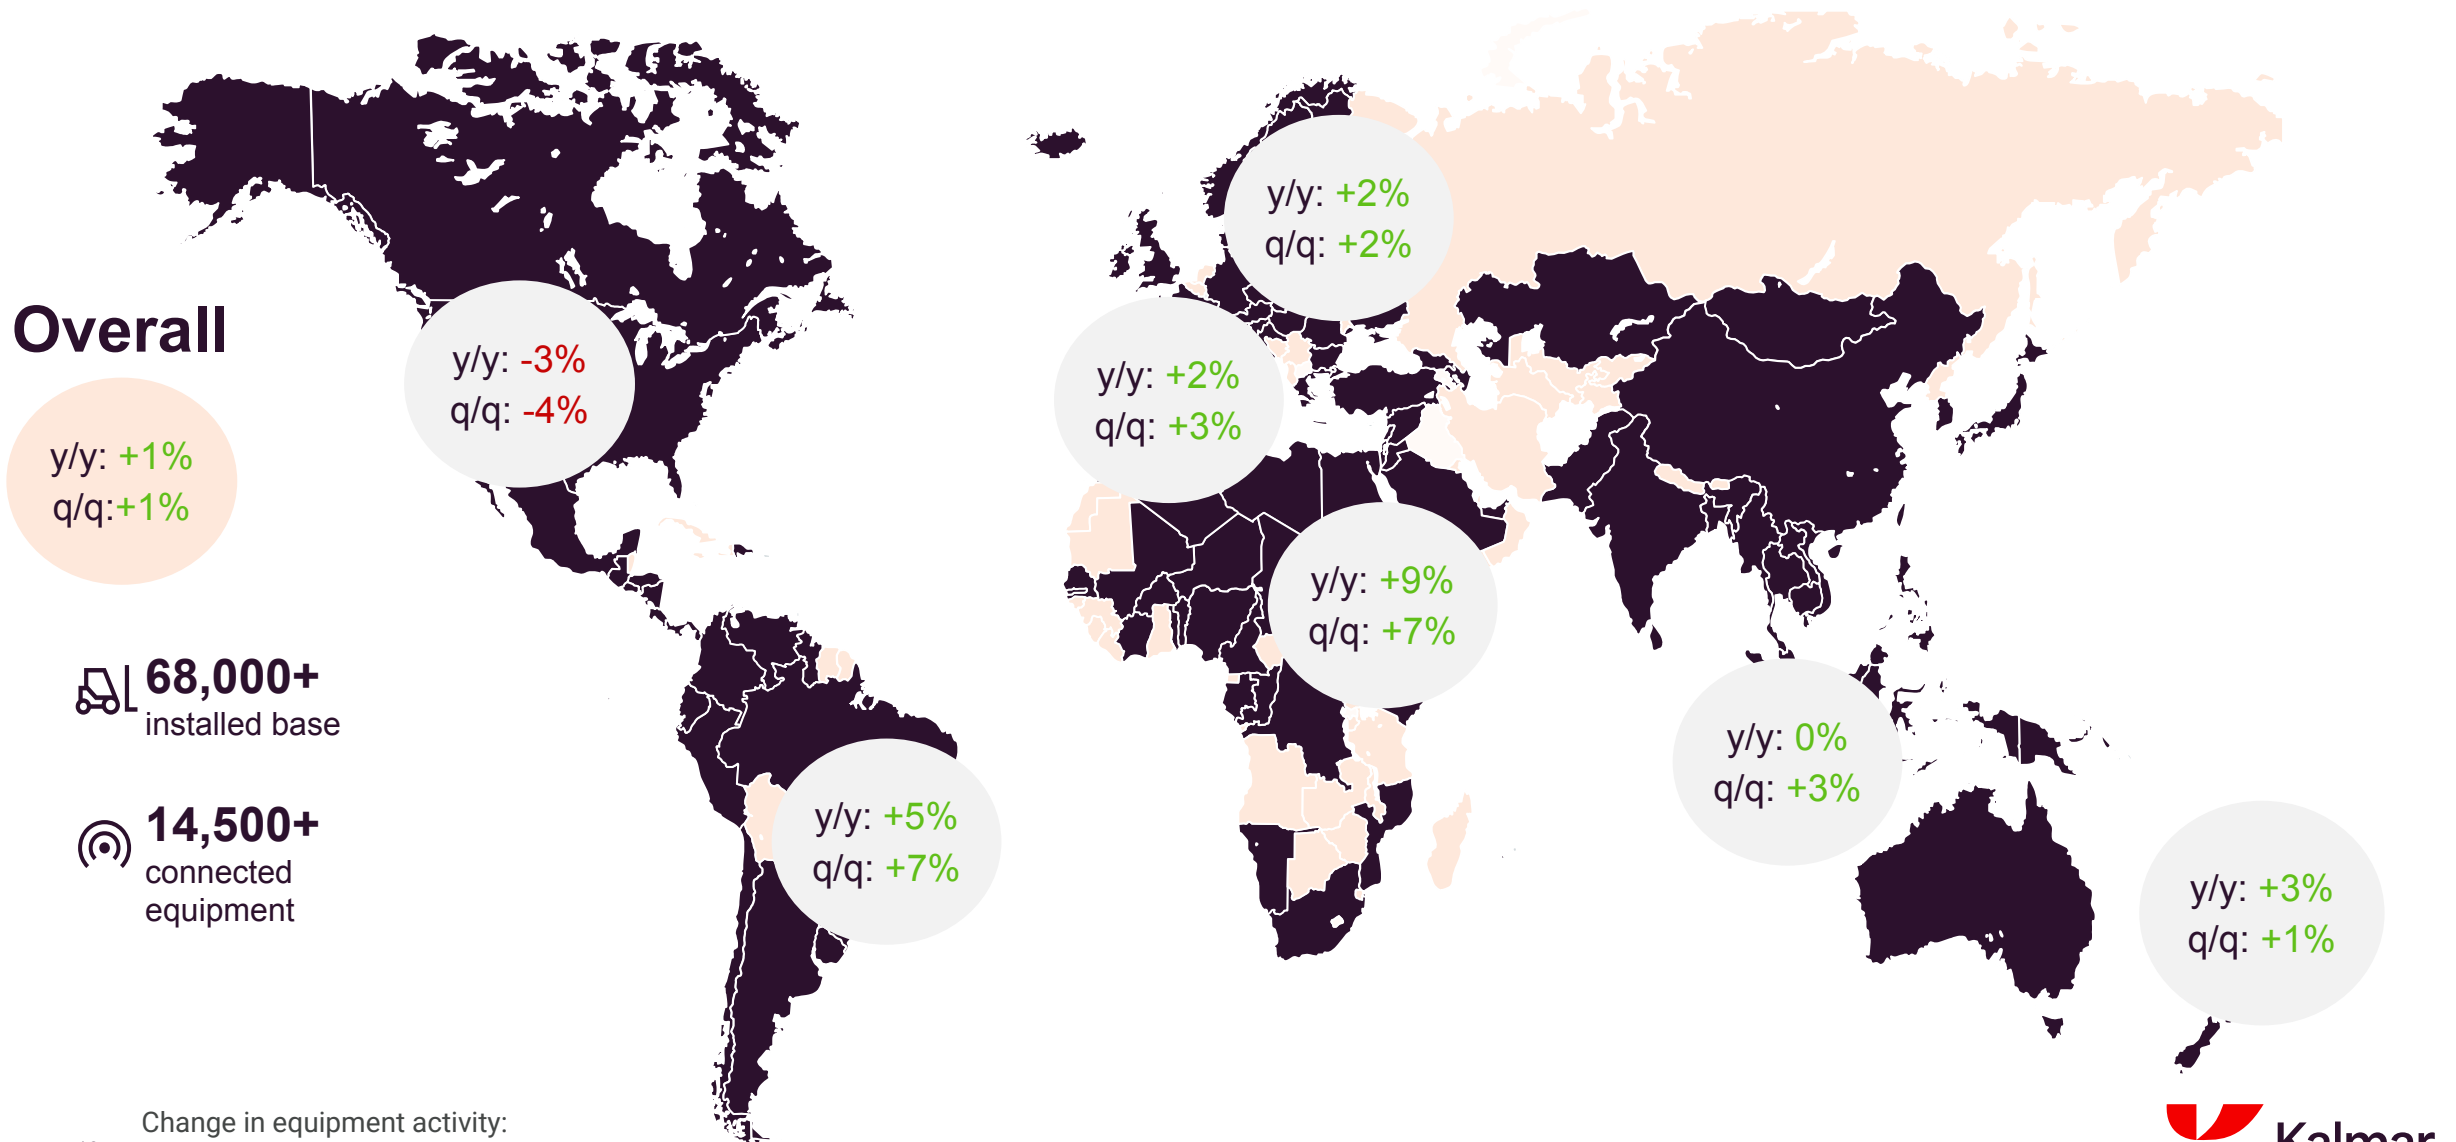 Overall
y/y: +1%
q/q:+1%
68,000+
installed base
14,500+
connected
equipment
y/y: -3%
q/q: -4%
y/y: +5%
q/q: +7%
y/y: +2%
q/q: +2%
y/y: +2%
q/q: +3%
y/y: +9%
q/q: +7%
y/y: 0%
q/q: +3%
y/y: +3%
q/q: +1%
Change in equipment activity:
Kalmar